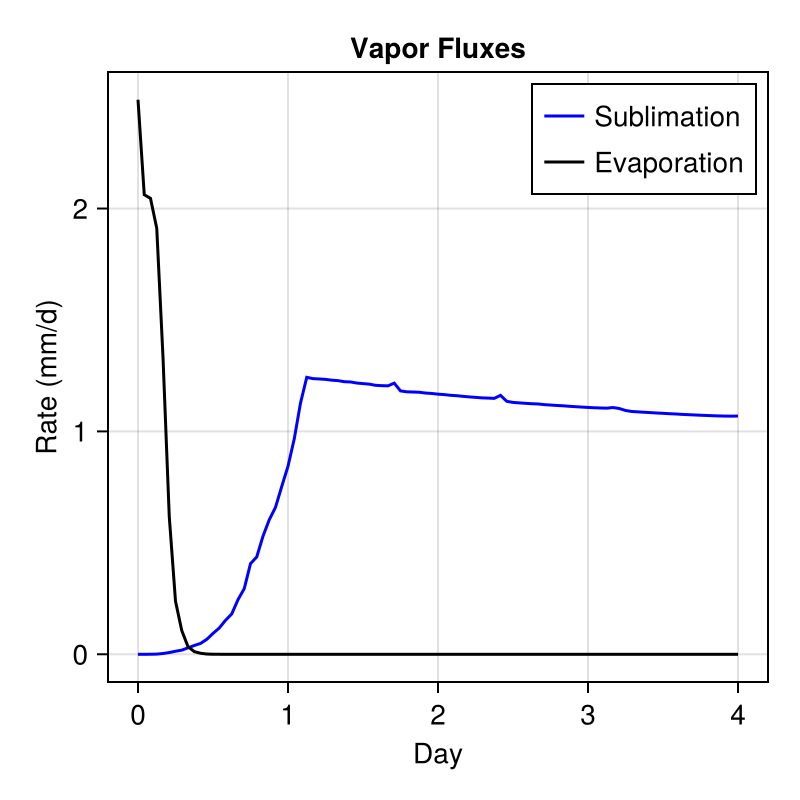 Vapor Fluxes
Sublimation
Evaporation
Rate (mm/d)
2
1
0
0 1 2 3 4
Day